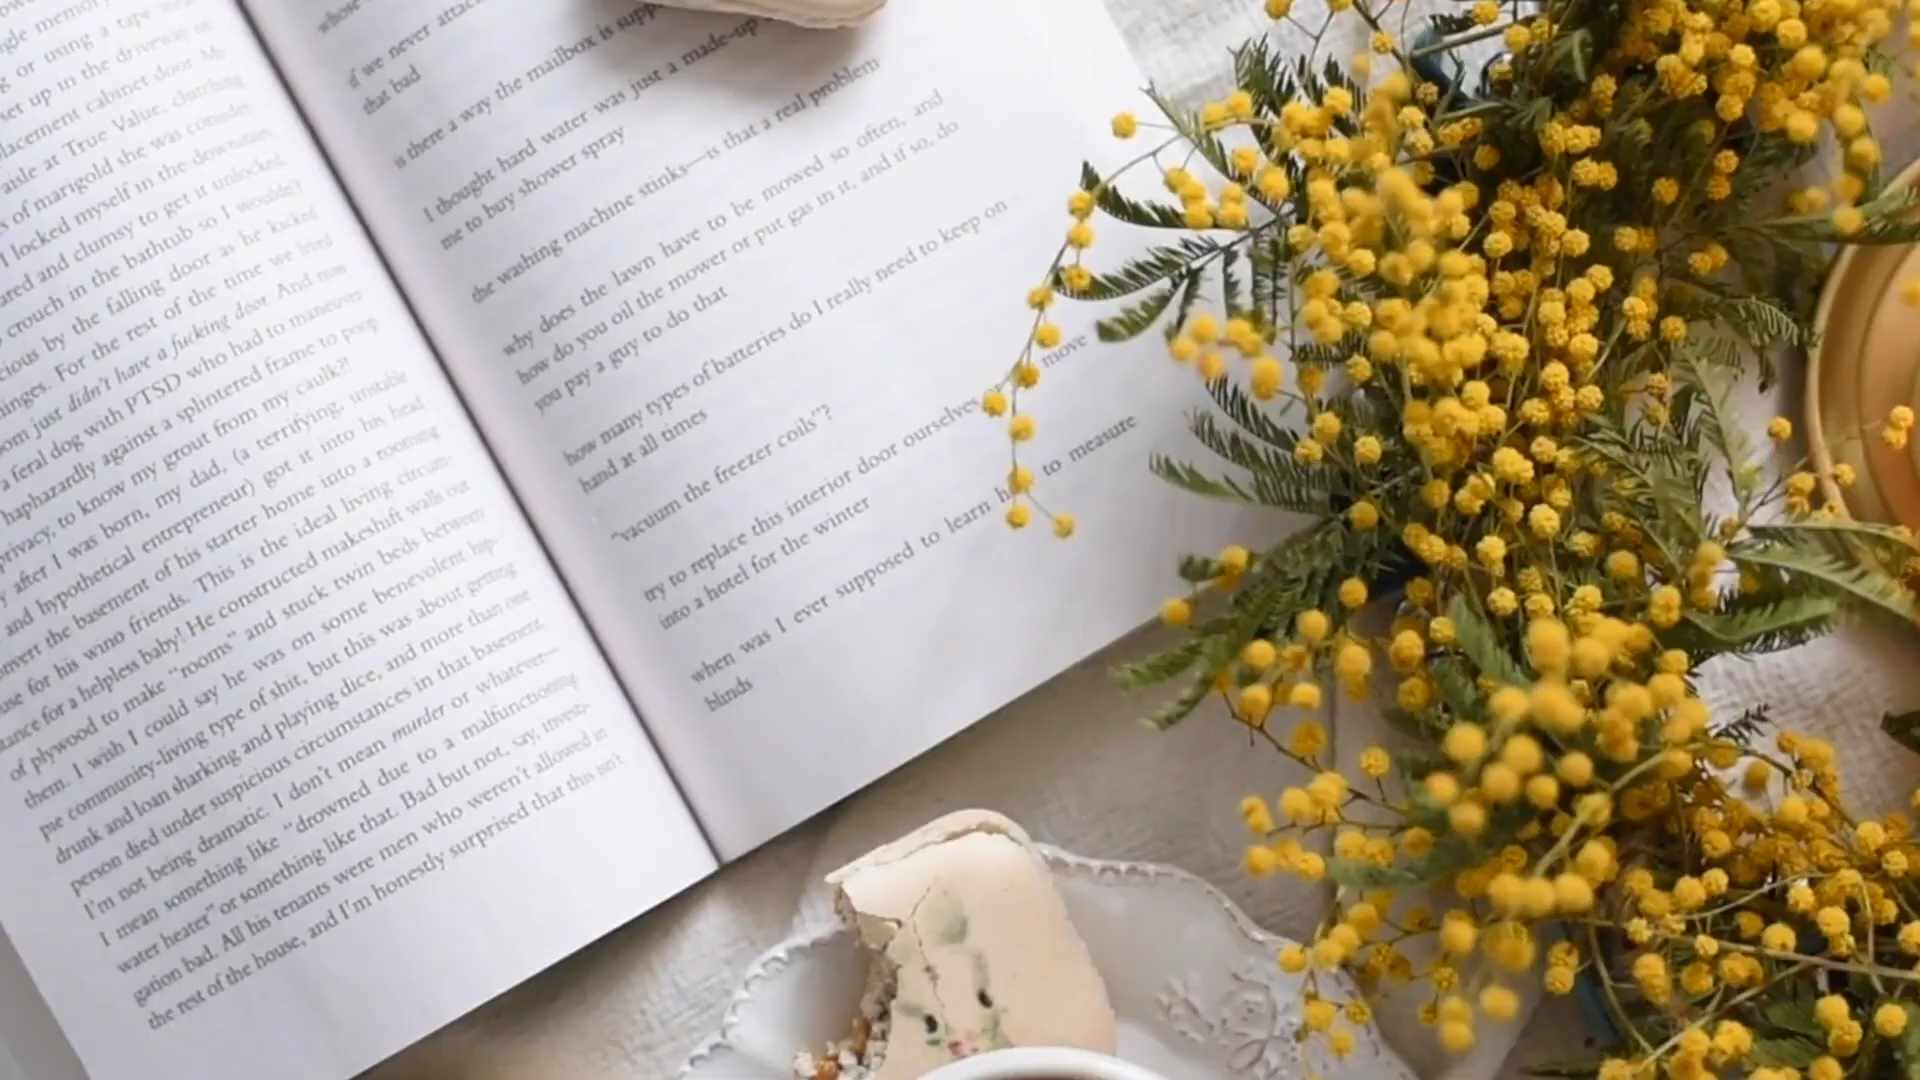 gle memory
g or using a tape meas
set up in the driveway so
placement cabinet door. My
aisle at True Value, clutching
s of marigold she was consider-
I locked myself in the downstairs
ared and clumsy to get it unlocked,
crouch in the bathtub so I wouldn't
cious by the falling door as he kicked
hinges. For the rest of the time we lived
oom just didn't have a fucking door. And now
a feral dog with PTSD who had to maneuver
haphazardly against a splintered frame to poop
privacy, to know my grout from my caulk?!
y after I was born, my dad, (a terrifying, unstable
and hypothetical entrepreneur) got it into his head
nvert the basement of his starter home into a rooming
use for his wino friends. This is the ideal living circum-
tance for a helpless baby! He constructed makeshift walls out
of plywood to make "rooms" and stuck twin beds between
them. I wish I could say he was on some benevolent hip-
pie community-living type of shit, but this was about getting
drunk and loan sharking and playing dice, and more than one
person died under suspicious circumstances in that basement.
I'm not being dramatic. I don't mean murder or whatever—
I mean something like "drowned due to a malfunctioning
water heater" or something like that. Bad but not, say, investi-
gation bad. All his tenants were men who weren't allowed in
the rest of the house, and I'm honestly surprised that this isn't
whose
if we never attac
that bad
is there a way the mailbox is supp
I thought hard water was just a made-up
me to buy shower spray
the washing machine stinks—is that a real problem
why does the lawn have to be mowed so often, and
how do you oil the mower or put gas in it, and if so, do
you pay a guy to do that
how many types of batteries do I really need to keep on
hand at all times
"vacuum the freezer coils"?
try to replace this interior door ourselves move
into a hotel for the winter
when was I ever supposed to learn h to measure
blinds